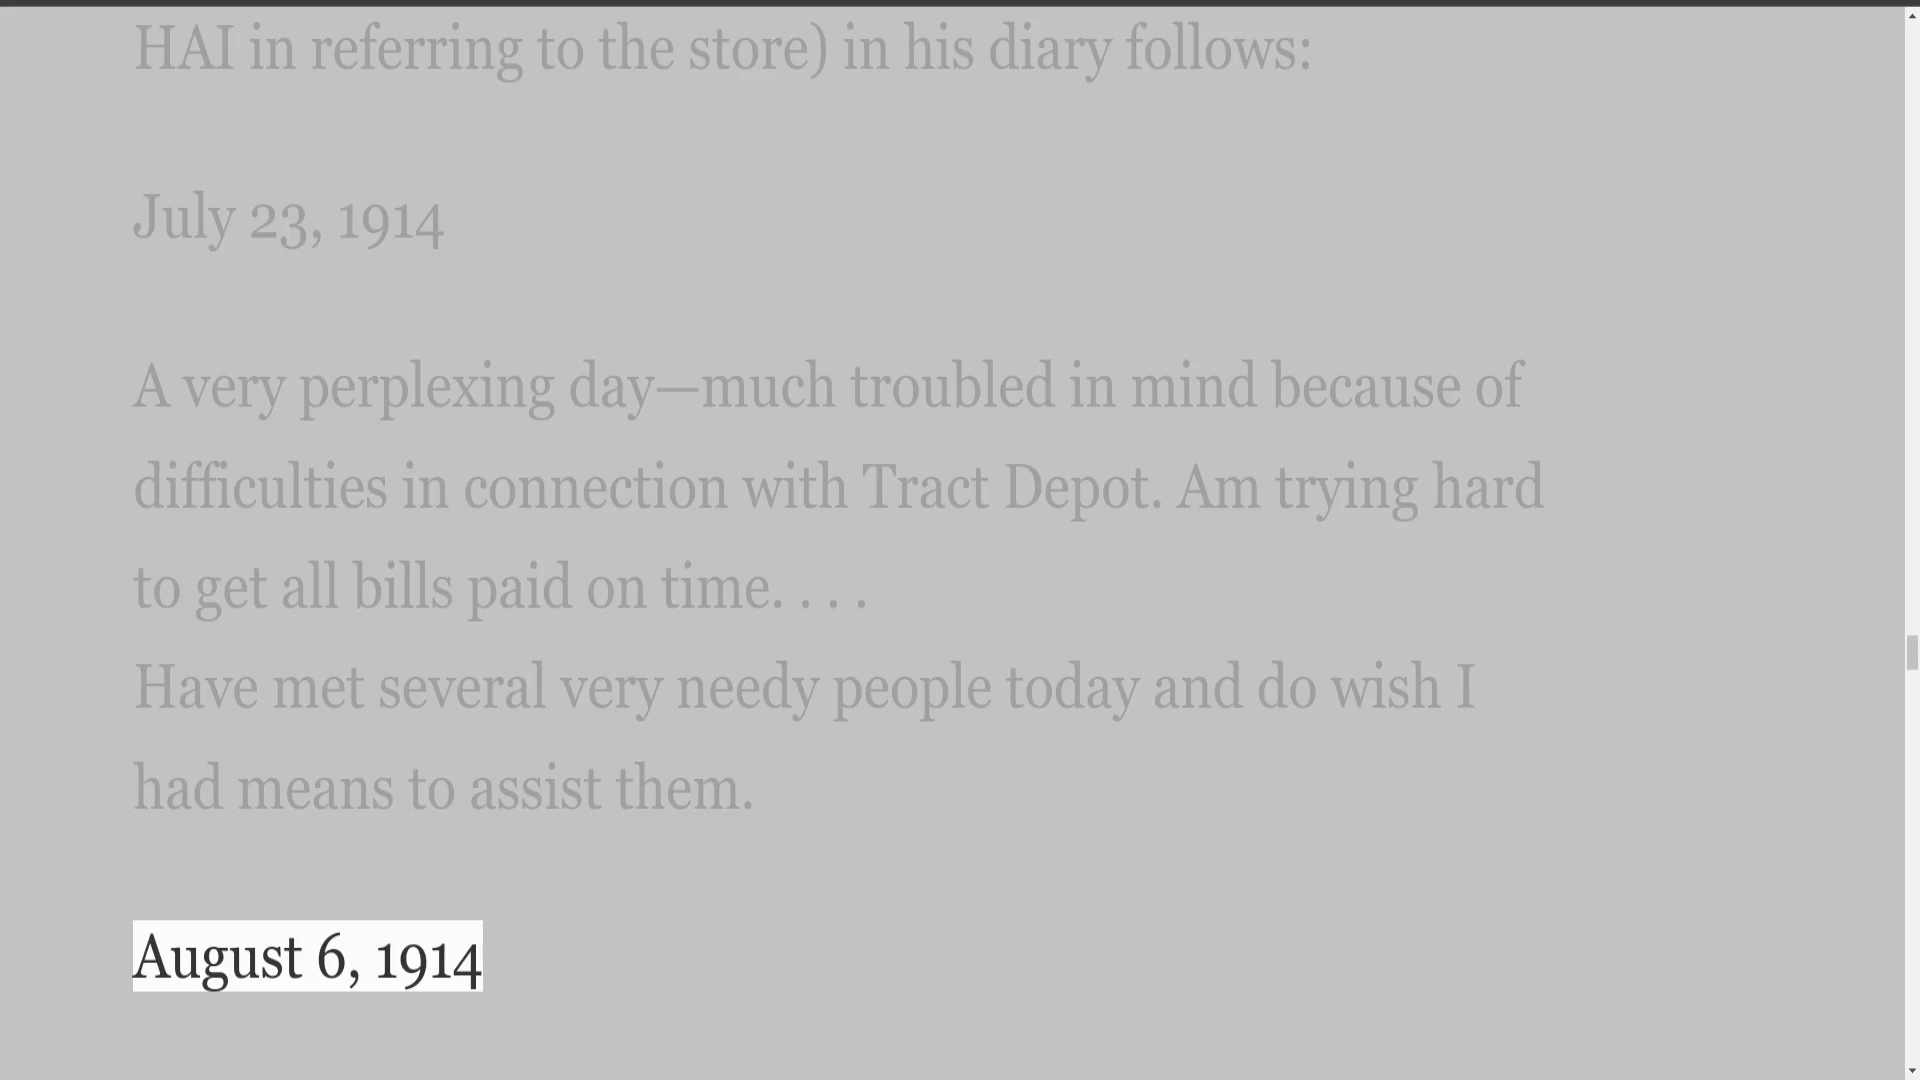 HAI in referring to the store) in his diary follows:
July 23, 1914
A very perplexing day—much troubled in mind because of
difficulties in connection with Tract Depot. Am trying hard
to get all bills paid on time. . . .
Have met several very needy people today and do wish I
had means to assist them.
August 6, 1914